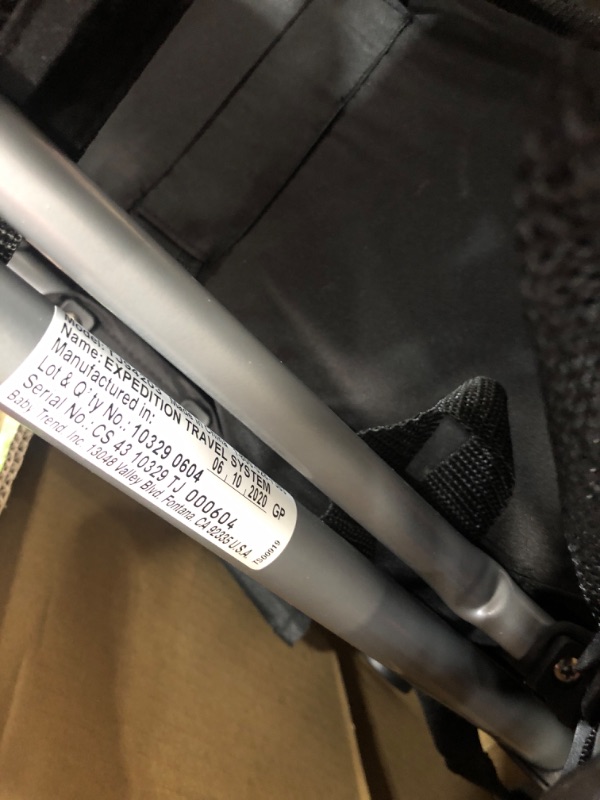 Name: EXPEDITION TRAVEL SYSTEM
Manufactured in: 06 , 10 , 2020 GP
Lot & Q'ty No.: 10329 0604
Serial No.: CS 43 10329 TJ 000604
Baby Trend, Inc. 13048 Valley Blvd. Fontana, CA 92335 U.S.A.
TS00919